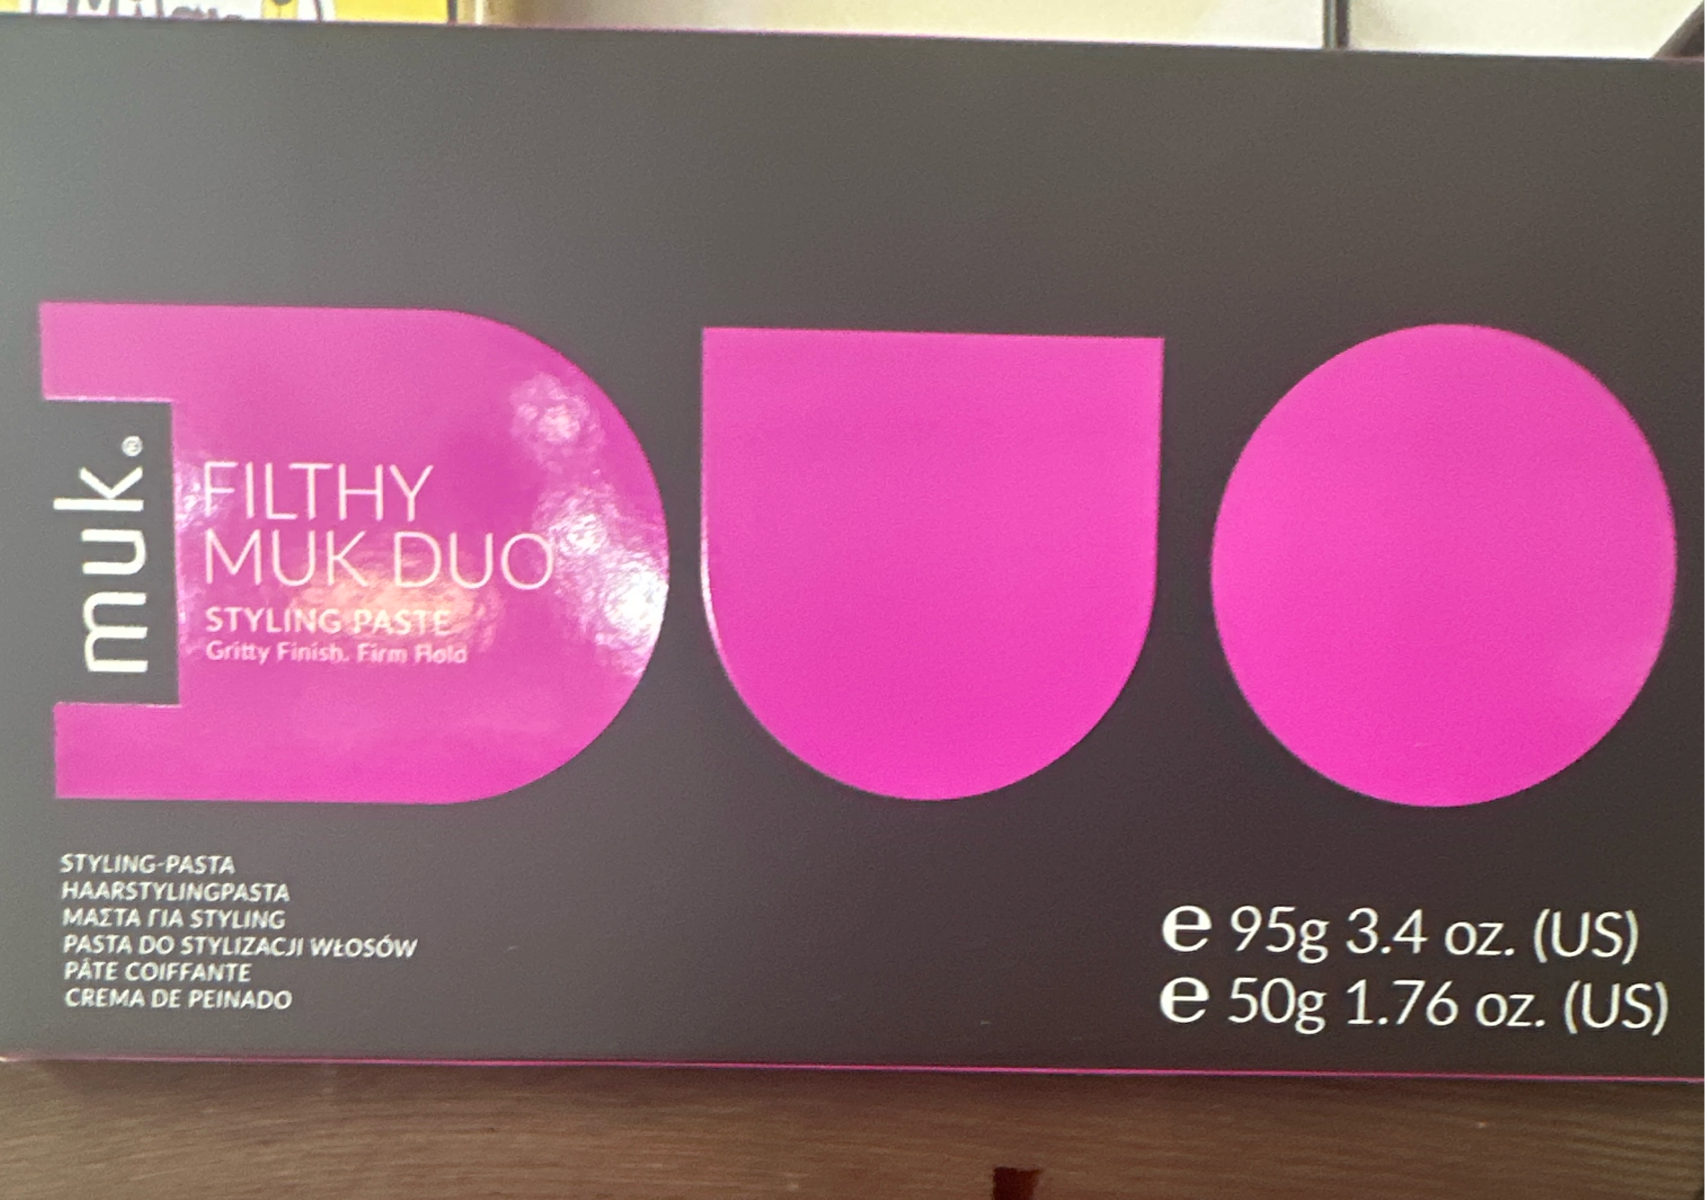 muk.®
FILTHY
MUK DUO
STYLING PASTE
Gritty Finish. Firm Hold
STYLING-PASTA
HAARSTYLINGPASTA
ΜΑΣΤΑ ΓΙΑ STYLING
PASTA DO STYLIZACJI WŁOSÓW
PÂTE COIFFANTE
CREMA DE PEINADO
e 95g 3.4 oz. (US)
e 50g 1.76 oz. (US)